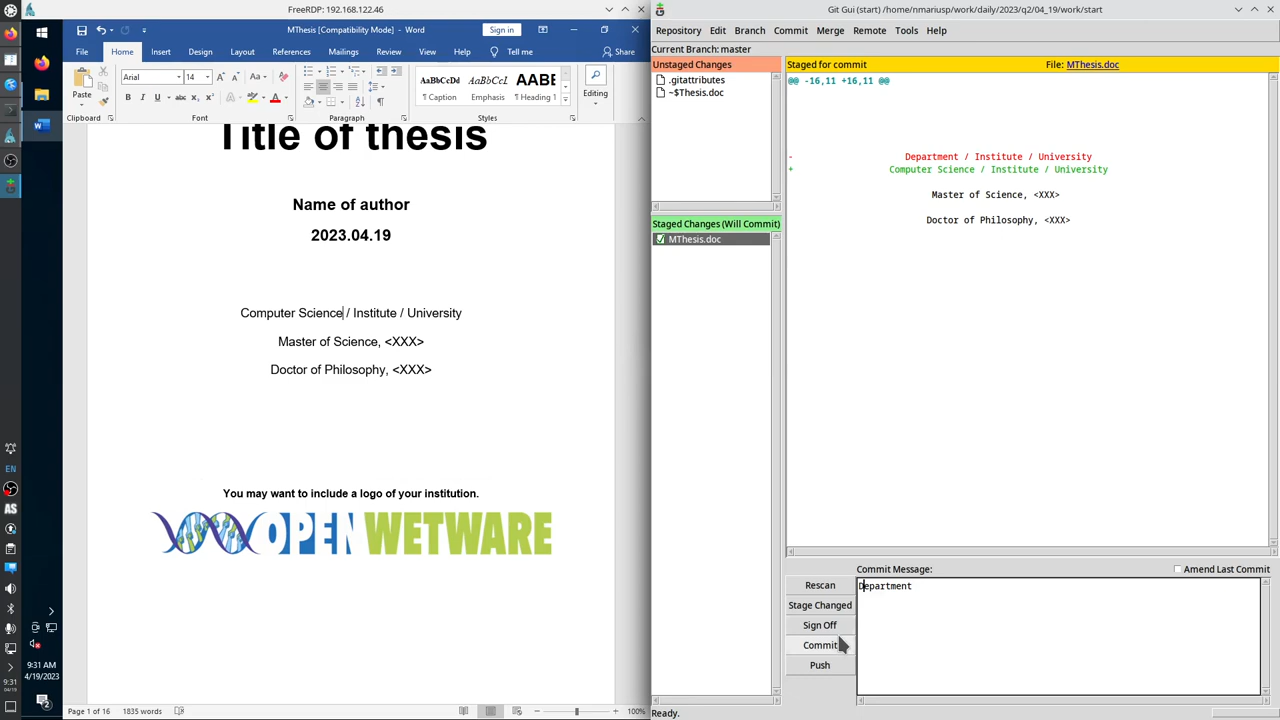 FreeRDP: 192.168.122.46
MThesis [Compatibility Mode] - Word
Sign in
File Home Insert Design Layout References Mailings Review View Help Tell me Share
Paste
Arial
14
AaBbCcDd
AaBbCcL
AABB
¶ Caption
Emphasis
¶ Heading 1
Editing
Clipboard
Font
Paragraph
Styles
Title of thesis
Name of author
2023.04.19
Computer Science / Institute / University
Master of Science, <XXX>
Doctor of Philosophy, <XXX>
You may want to include a logo of your institution.
OPEN WETWARE
Page 1 of 16
1835 words
100%
EN
AS
9:31
04/19
9:31 AM
4/19/2023
2
Git Gui (start) /home/nmariusp/work/daily/2023/q2/04_19/work/start
Repository Edit Branch Commit Merge Remote Tools Help
Current Branch: master
Unstaged Changes
.gitattributes
~$Thesis.doc
Staged Changes (Will Commit)
MThesis.doc
Staged for commit
File: MThesis.doc
@@ -16,11 +16,11 @@
- Department / Institute / University
+ Computer Science / Institute / University
Master of Science, <XXX>
Doctor of Philosophy, <XXX>
Commit Message:
Amend Last Commit
Rescan
Stage Changed
Sign Off
Commit
Push
Department
Ready.